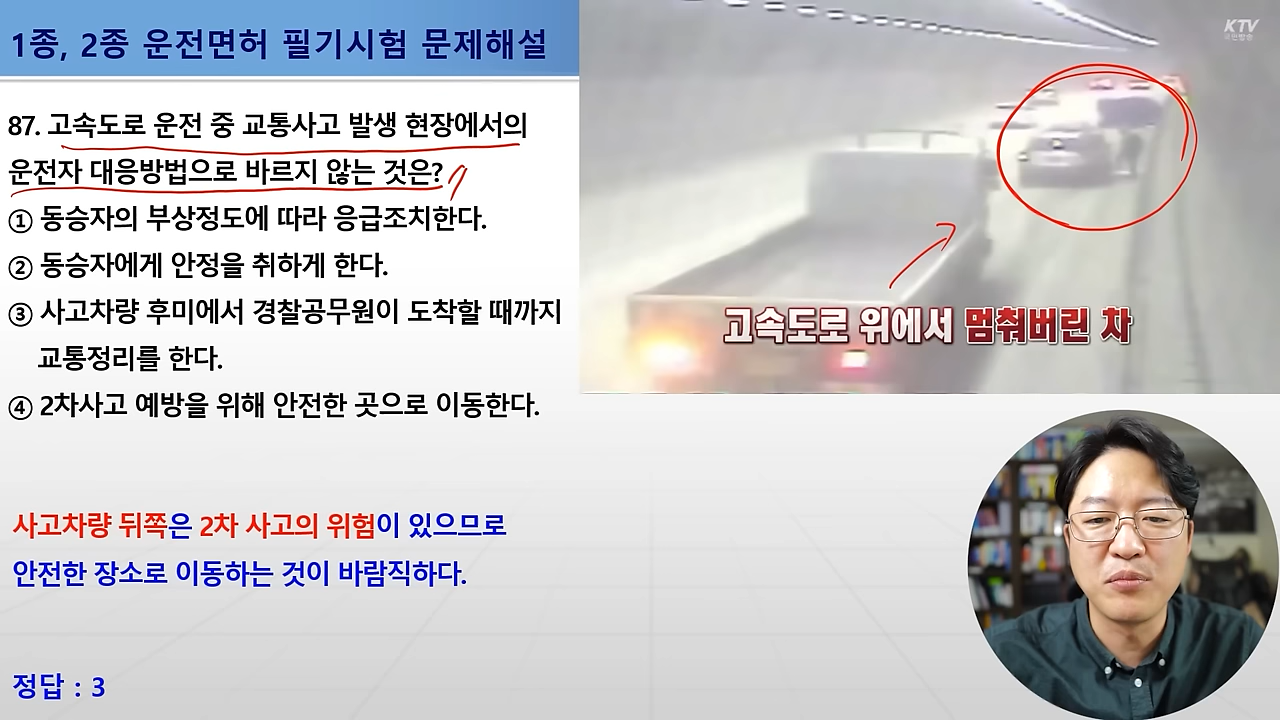 1종, 2종 운전면허 필기시험 문제해설
87. 고속도로 운전 중 교통사고 발생 현장에서의
운전자 대응방법으로 바르지 않는 것은?
① 동승자의 부상정도에 따라 응급조치한다.
② 동승자에게 안정을 취하게 한다.
③ 사고차량 후미에서 경찰공무원이 도착할 때까지
교통정리를 한다.
④ 2차사고 예방을 위해 안전한 곳으로 이동한다.
사고차량 뒤쪽은 2차 사고의 위험이 있으므로
안전한 장소로 이동하는 것이 바람직하다.
정답 : 3
KTV
국민방송
고속도로 위에서 멈춰버린 차